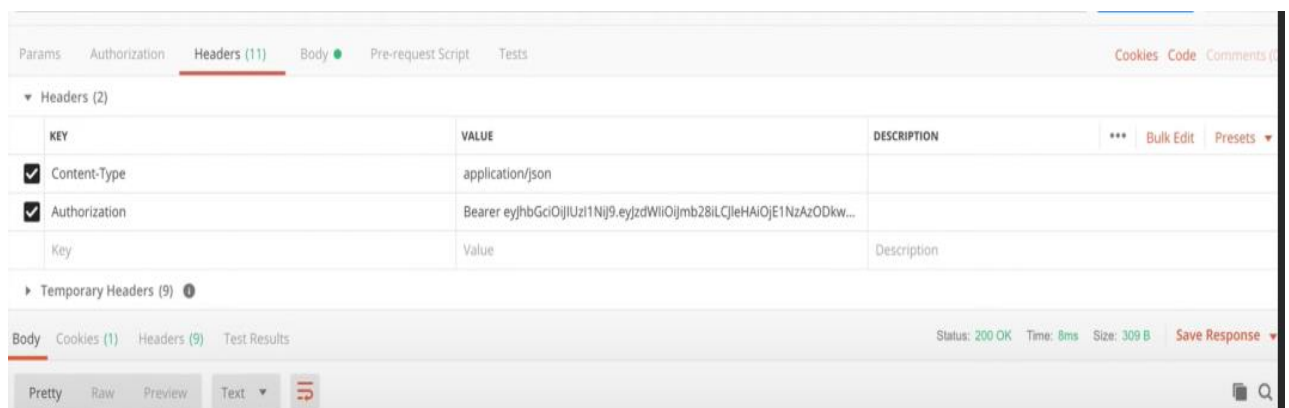 Params Authorization Headers (11) Body Pre-request Script Tests Cookies Code Comments (0
Headers (2)
KEY VALUE DESCRIPTION ••• Bulk Edit Presets
Content-Type application/json
Authorization Bearer eyJhbGciOiJIUzI1NiJ9.eyJzdWIiOiJmb28iLCJleHAiOjE1NzAzODkw...
Key Value Description
Temporary Headers (9)
Body Cookies (1) Headers (9) Test Results Status: 200 OK Time: 8ms Size: 309 B Save Response
Pretty Raw Preview Text